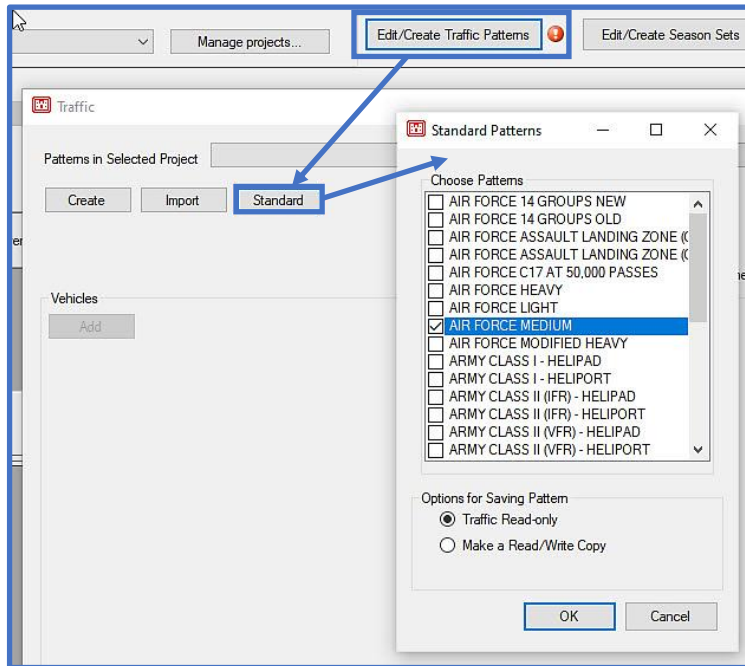 Manage projects...
Edit/Create Traffic Patterns
Edit/Create Season Sets
Traffic
Patterns in Selected Project
Create
Import
Standard
Vehicles
Add
Standard Patterns
Choose Patterns
AIR FORCE 14 GROUPS NEW
AIR FORCE 14 GROUPS OLD
AIR FORCE ASSAULT LANDING ZONE (
AIR FORCE ASSAULT LANDING ZONE (
AIR FORCE C17 AT 50,000 PASSES
AIR FORCE HEAVY
AIR FORCE LIGHT
AIR FORCE MEDIUM
AIR FORCE MODIFIED HEAVY
ARMY CLASS I - HELIPAD
ARMY CLASS I - HELIPORT
ARMY CLASS II (IFR) - HELIPAD
ARMY CLASS II (IFR) - HELIPORT
ARMY CLASS II (VFR) - HELIPAD
ARMY CLASS II (VFR) - HELIPORT
Options for Saving Pattern
Traffic Read-only
Make a Read/Write Copy
OK
Cancel